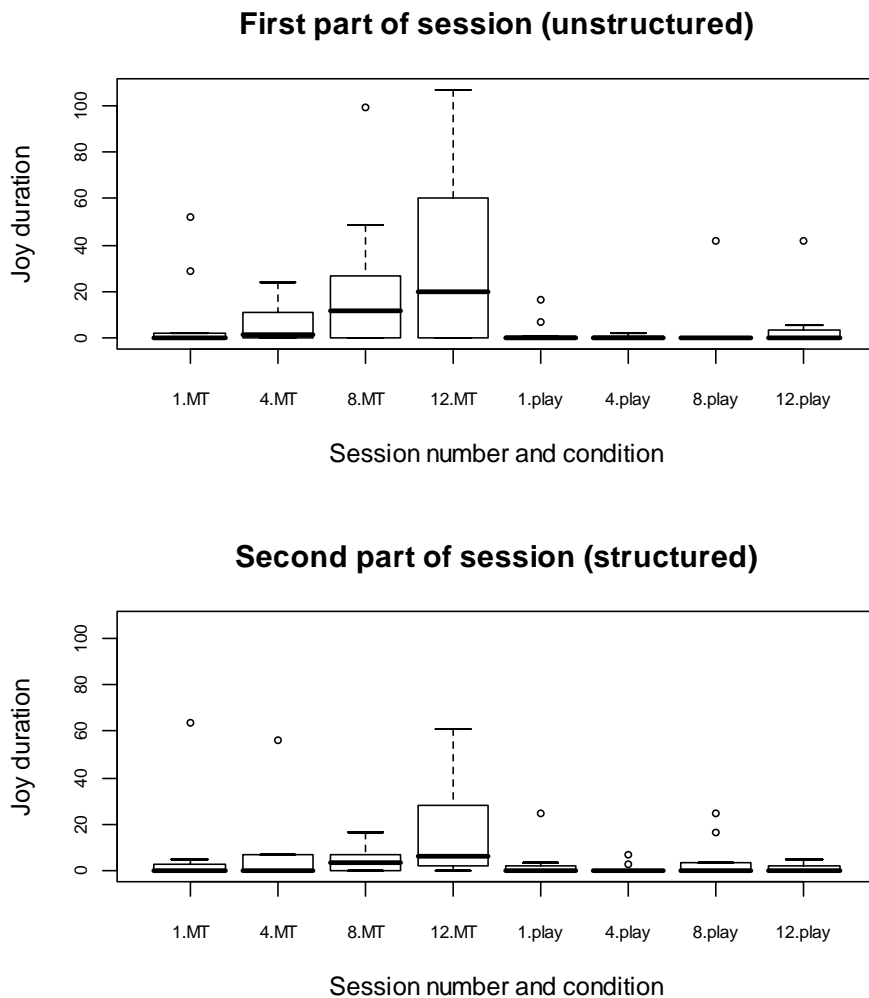 First part of session (unstructured)
Joy duration
100
80
60
40
20
0
1.MT 4.MT 8.MT 12.MT 1.play 4.play 8.play 12.play
Session number and condition
Second part of session (structured)
Joy duration
100
80
60
40
20
0
1.MT 4.MT 8.MT 12.MT 1.play 4.play 8.play 12.play
Session number and condition